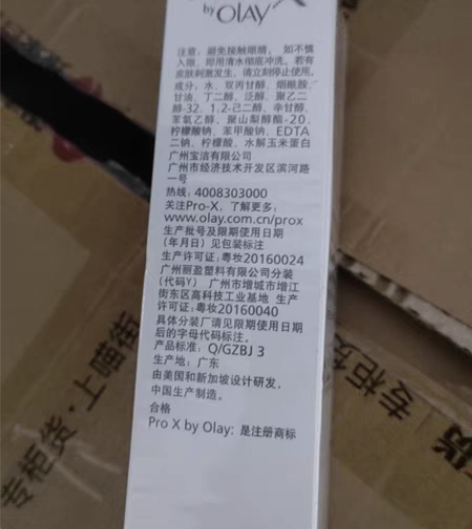 by OLAY
注意：避免接触眼睛，如不慎
入眼，即用清水彻底冲洗。若有
皮肤刺激发生，请立刻停止使用。
成分：水、双丙甘醇、烟酰胺、
甘油、丁二醇、泛醇、聚乙二
醇-32、1,2-己二醇、辛甘醇、
苯氧乙醇、聚山梨醇酯-20、
柠檬酸钠、苯甲酸钠、EDTA
二钠、柠檬酸、水解玉米蛋白
广州宝洁有限公司
广州市经济技术开发区滨河路
一号
热线：4008303000
关注Pro-X，了解更多：
www.olay.com.cn/prox
生产批号及限期使用日期
(年月日) 见包装标注
生产许可证：粤妆20160024
广州丽盈塑料有限公司分装
(代码Y) 广州市增城市增江
街东区高科技工业基地 生产
许可证：粤妆20160040
具体分装厂请见限期使用日期
后的字母代码标注。
产品标准：Q/GZBJ 3
生产地：广东
由美国和新加坡设计研发，
中国生产制造。
合格
Pro X by Olay: 是注册商标
专柜货·上喵街
专柜货